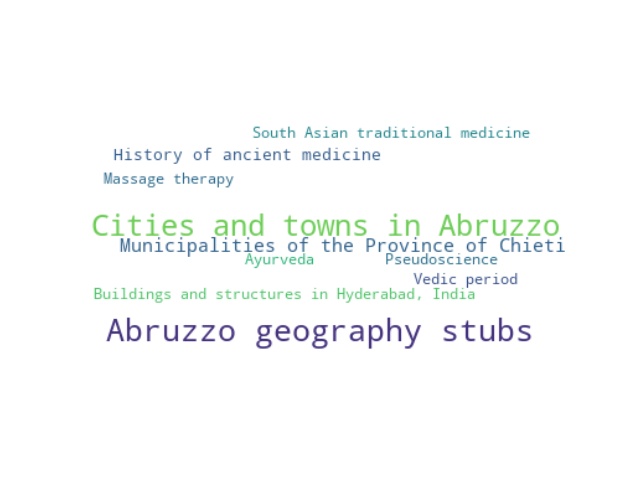 South Asian traditional medicine
History of ancient medicine
Massage therapy
Cities and towns in Abruzzo
Municipalities of the Province of Chieti
Ayurveda Pseudoscience
Vedic period
Buildings and structures in Hyderabad, India
Abruzzo geography stubs